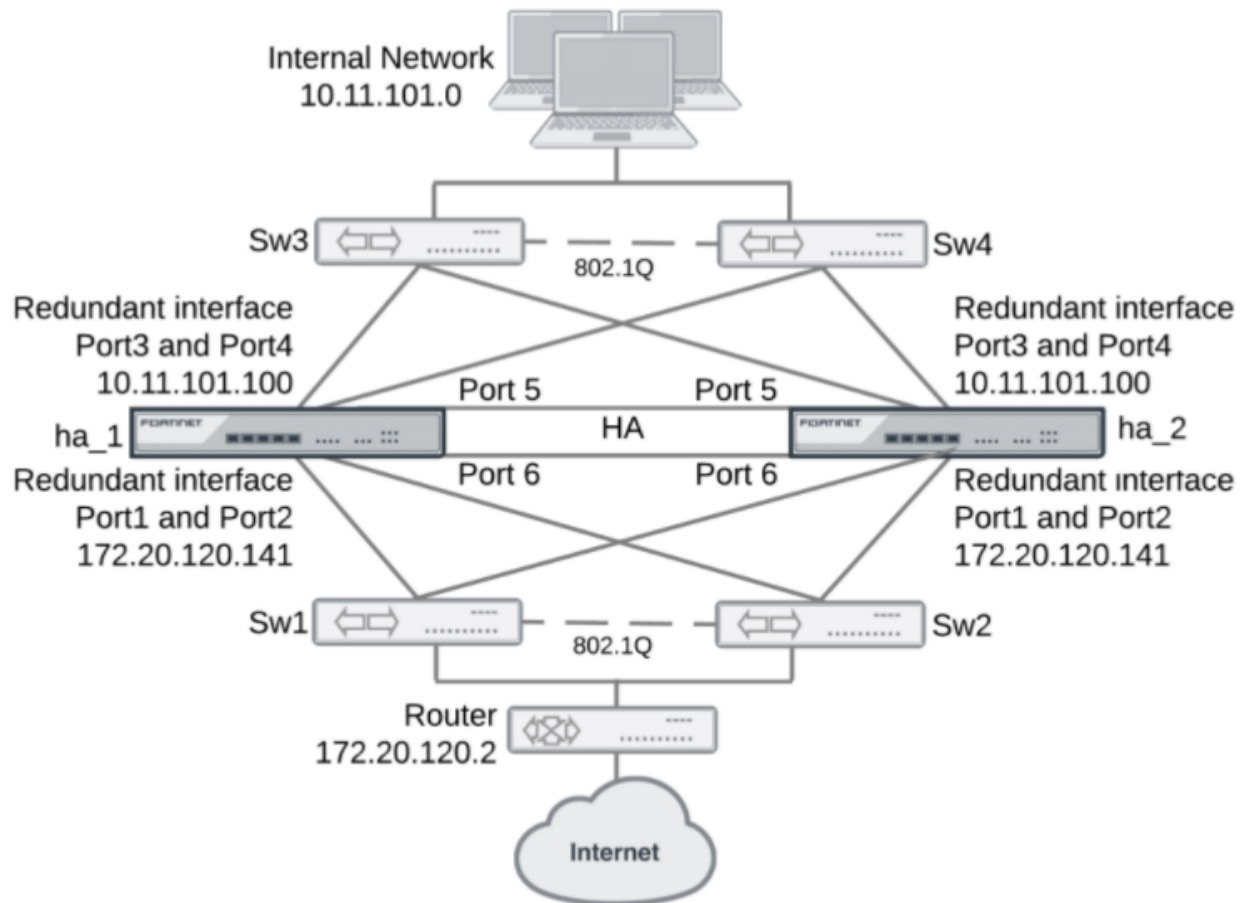 Internal Network
10.11.101.0
Sw3
Sw4
802.1Q
Redundant interface
Port3 and Port4
10.11.101.100
Redundant interface
Port3 and Port4
10.11.101.100
Port 5
Port 5
FORTINET
FORTINET
ha_1
HA
ha_2
Port 6
Port 6
Redundant interface
Port1 and Port2
172.20.120.141
Redundant interface
Port1 and Port2
172.20.120.141
Sw1
Sw2
802.1Q
Router
172.20.120.2
Internet